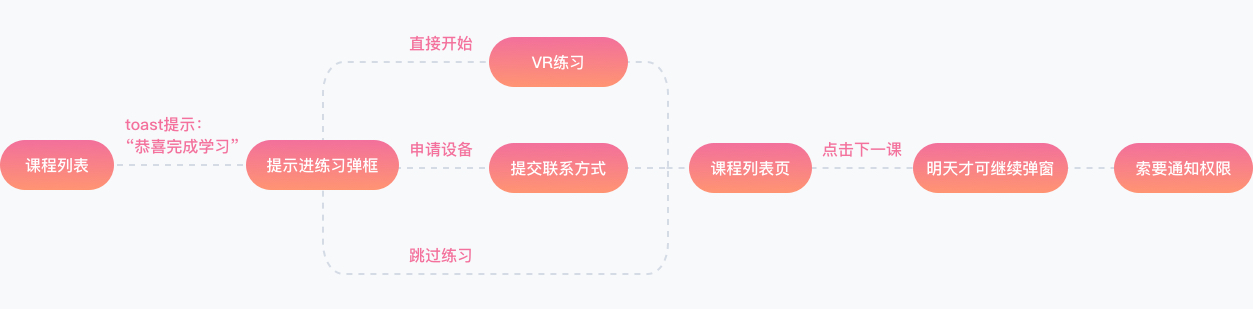 直接开始
VR练习
toast提示：
“恭喜完成学习”
课程列表
提示进练习弹框
申请设备
提交联系方式
课程列表页
点击下一课
明天才可继续弹窗
索要通知权限
跳过练习